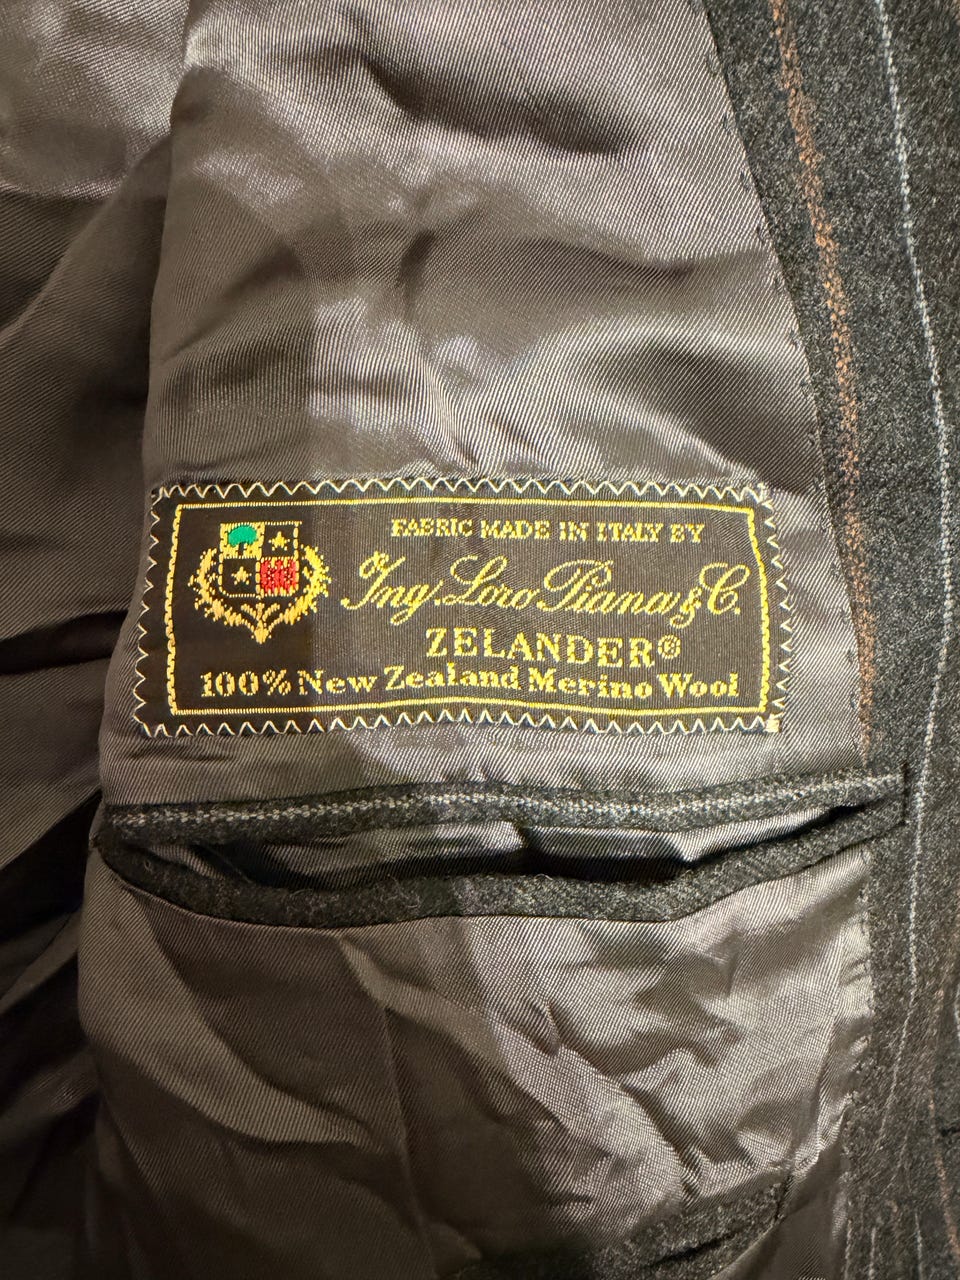 FABRIC MADE IN ITALY BY
Ing. Loro Piana & C.
ZELANDER®
100% New Zealand Merino Wool